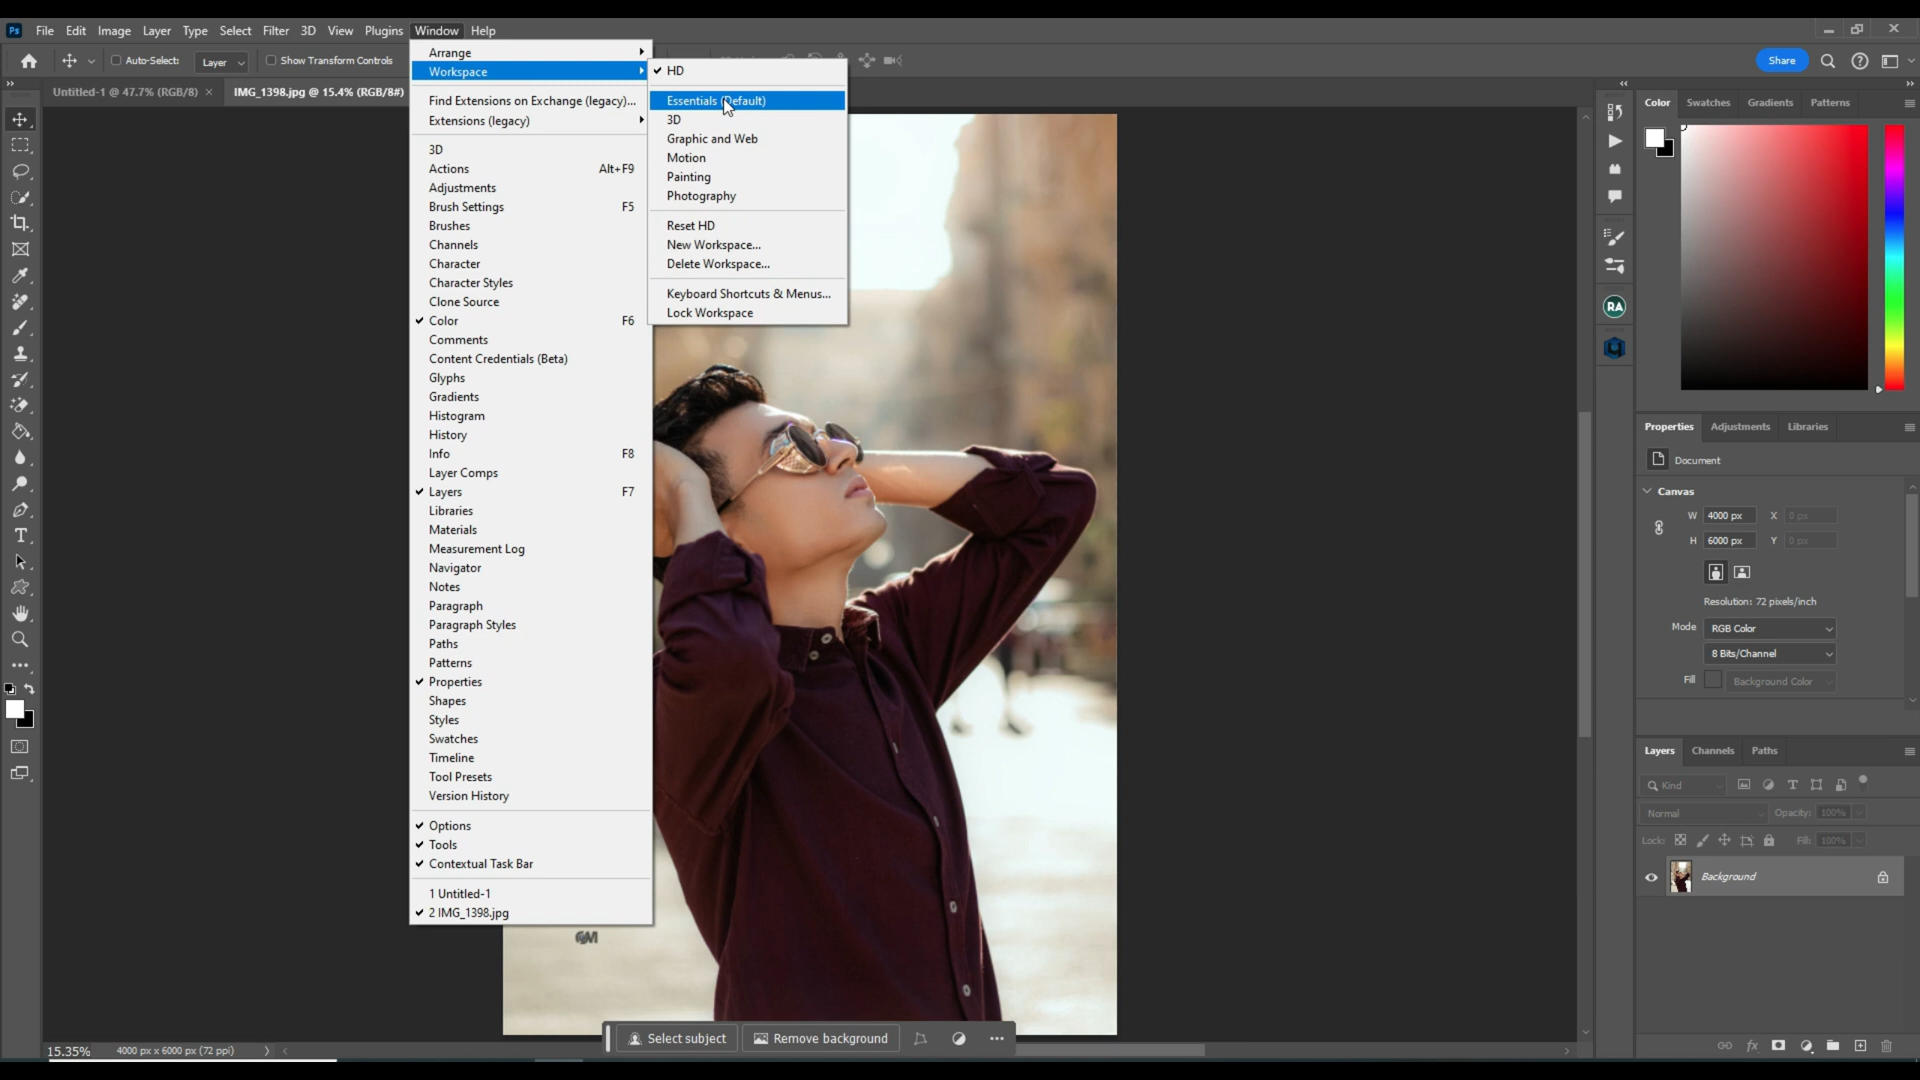 Ps File Edit Image Layer Type Select Filter 3D View Plugins Window Help
Auto-Select: Layer Show Transform Controls
Share
Untitled-1 @ 47.7% (RGB/8) ×
IMG_1398.jpg @ 15.4% (RGB/8#)
Arrange
Workspace
Find Extensions on Exchange (legacy)...
Extensions (legacy)
3D
Actions Alt+F9
Adjustments
Brush Settings F5
Brushes
Channels
Character
Character Styles
Clone Source
Color F6
Comments
Content Credentials (Beta)
Glyphs
Gradients
Histogram
History
Info F8
Layer Comps
Layers F7
Libraries
Materials
Measurement Log
Navigator
Notes
Paragraph
Paragraph Styles
Paths
Patterns
Properties
Shapes
Styles
Swatches
Timeline
Tool Presets
Version History
Options
Tools
Contextual Task Bar
1 Untitled-1
2 IMG_1398.jpg
HD
Essentials (Default)
3D
Graphic and Web
Motion
Painting
Photography
Reset HD
New Workspace...
Delete Workspace...
Keyboard Shortcuts & Menus...
Lock Workspace
Select subject
Remove background
15.35% 4000 px x 6000 px (72 ppi)
RA
Color Swatches Gradients Patterns
Properties Adjustments Libraries
Document
Canvas
W 4000 px X 0 px
H 6000 px Y 0 px
Resolution: 72 pixels/inch
Mode RGB Color
8 Bits/Channel
Fill Background Color
Layers Channels Paths
Kind
Normal Opacity: 100%
Lock: Fill: 100%
Background